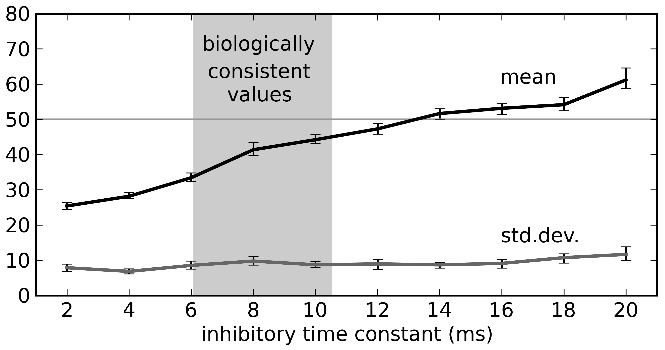 80
70
60
50
40
30
20
10
0
biologically
consistent
values
mean
std.dev.
2 4 6 8 10 12 14 16 18 20
inhibitory time constant (ms)